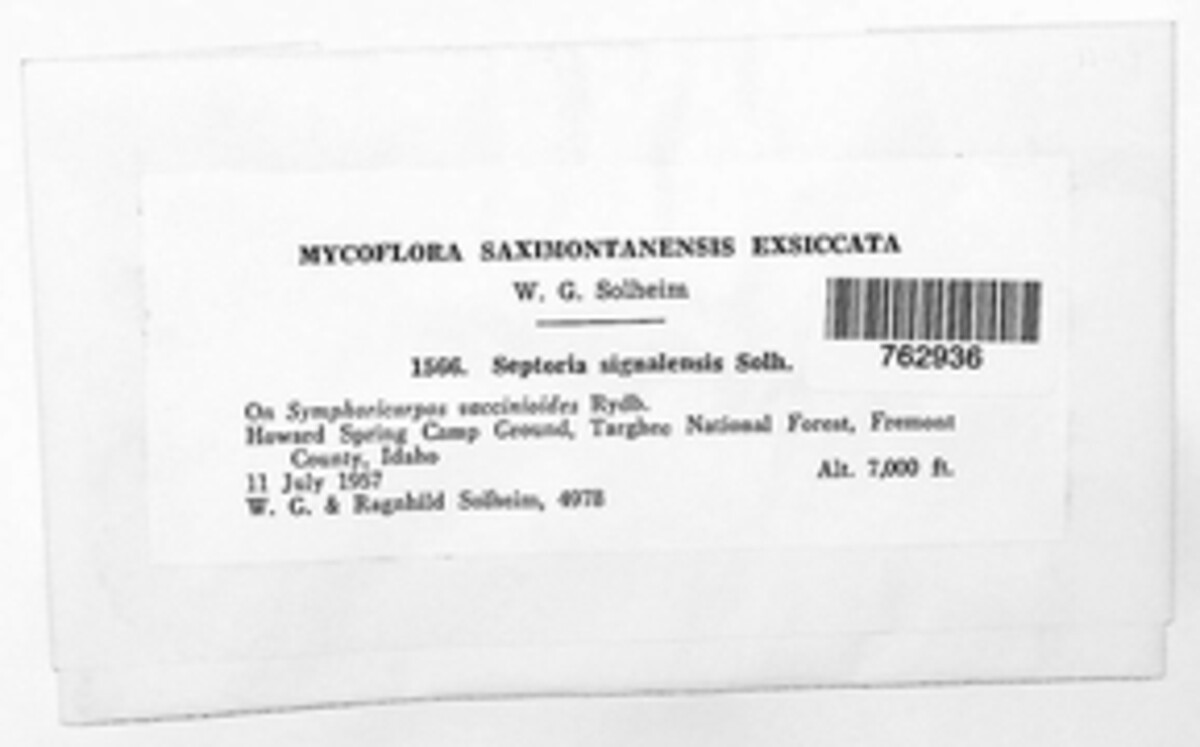 MYCOFLORA SAXIMONTANENSIS EXSICCATA
W. G. Solheim
762936
1566. Septoria signalensis Solh.
On Symphoricarpos vaccinioides Rydb.
Howard Spring Camp Ground, Targhee National Forest, Fremont
County, Idaho
Alt. 7,000 ft.
11 July 1957
W. G. & Ragnhild Solheim, 4978